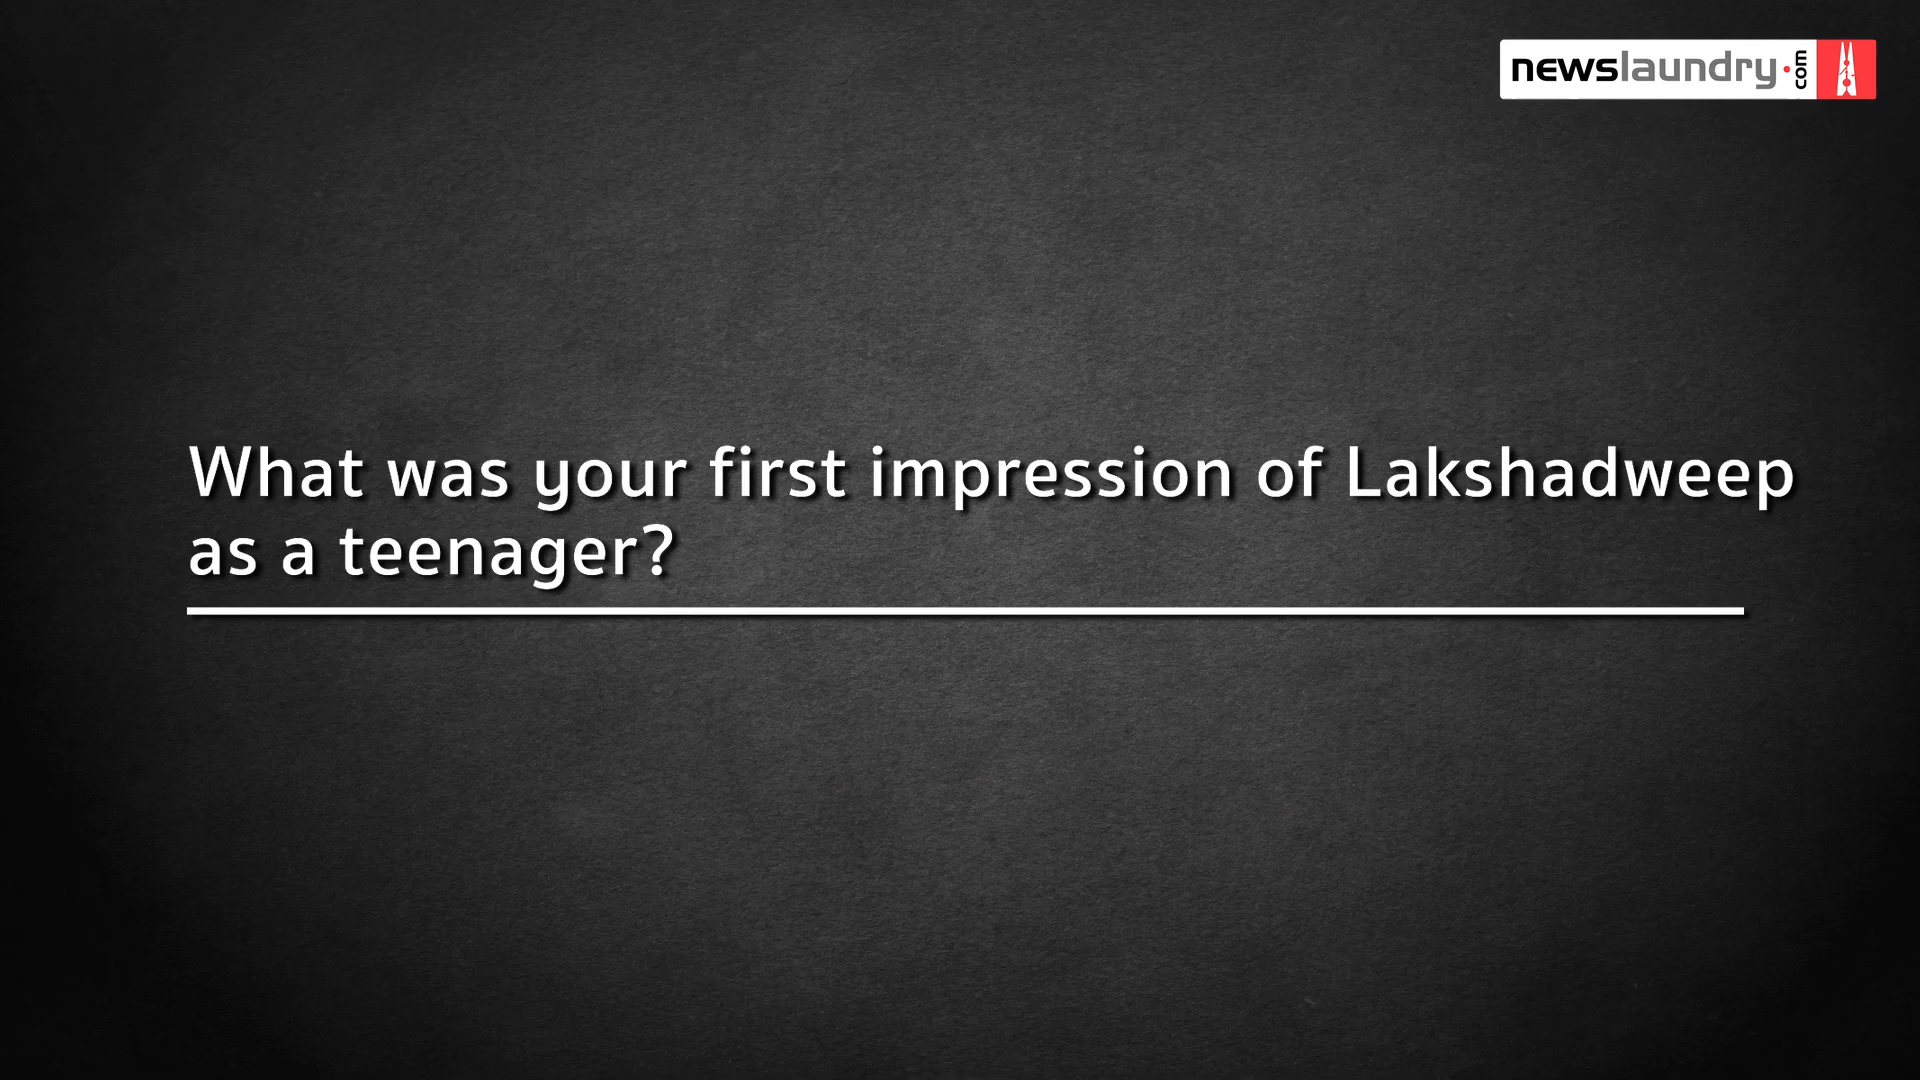 newslaundry.com
What was your first impression of Lakshadweep
as a teenager?